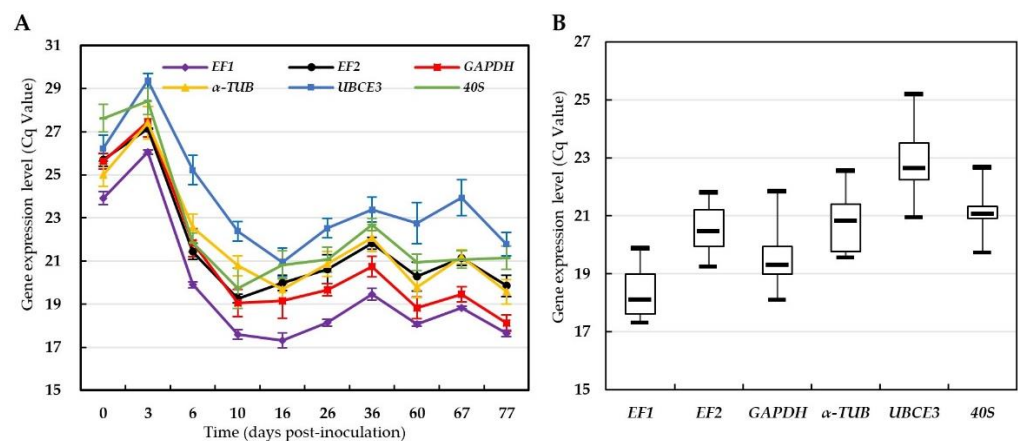 A
Gene expression level (Cq Value)
31
29
27
25
23
21
19
17
15
EF1 EF2 GAPDH
α-TUB UBCE3 40S
0 3 6 10 16 26 36 60 67 77
Time (days post-inoculation)
B
Gene expression level (Cq Value)
27
23
21
19
17
15
EF1 EF2 GAPDH α-TUB UBCE3 40S